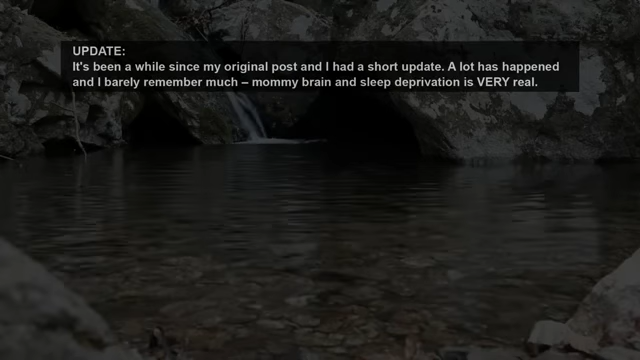 UPDATE:
It's been a while since my original post and I had a short update. A lot has happened
and I barely remember much – mommy brain and sleep deprivation is VERY real.